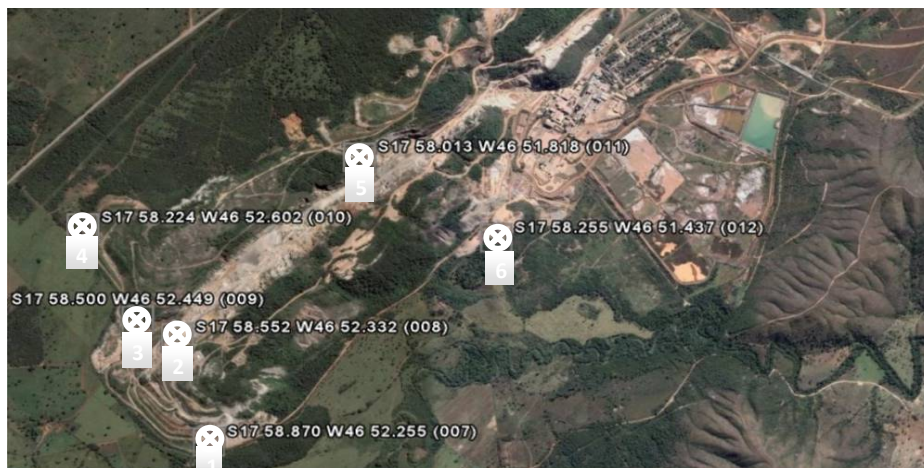 S17 58.013 W46 51.818 (011)
5
S17 58.224 W46 52.602 (010)
4
S17 58.255 W46 51.437 (012)
6
S17 58.500 W46 52.449 (009)
3
S17 58.552 W46 52.332 (008)
2
S17 58.870 W46 52.255 (007)
1